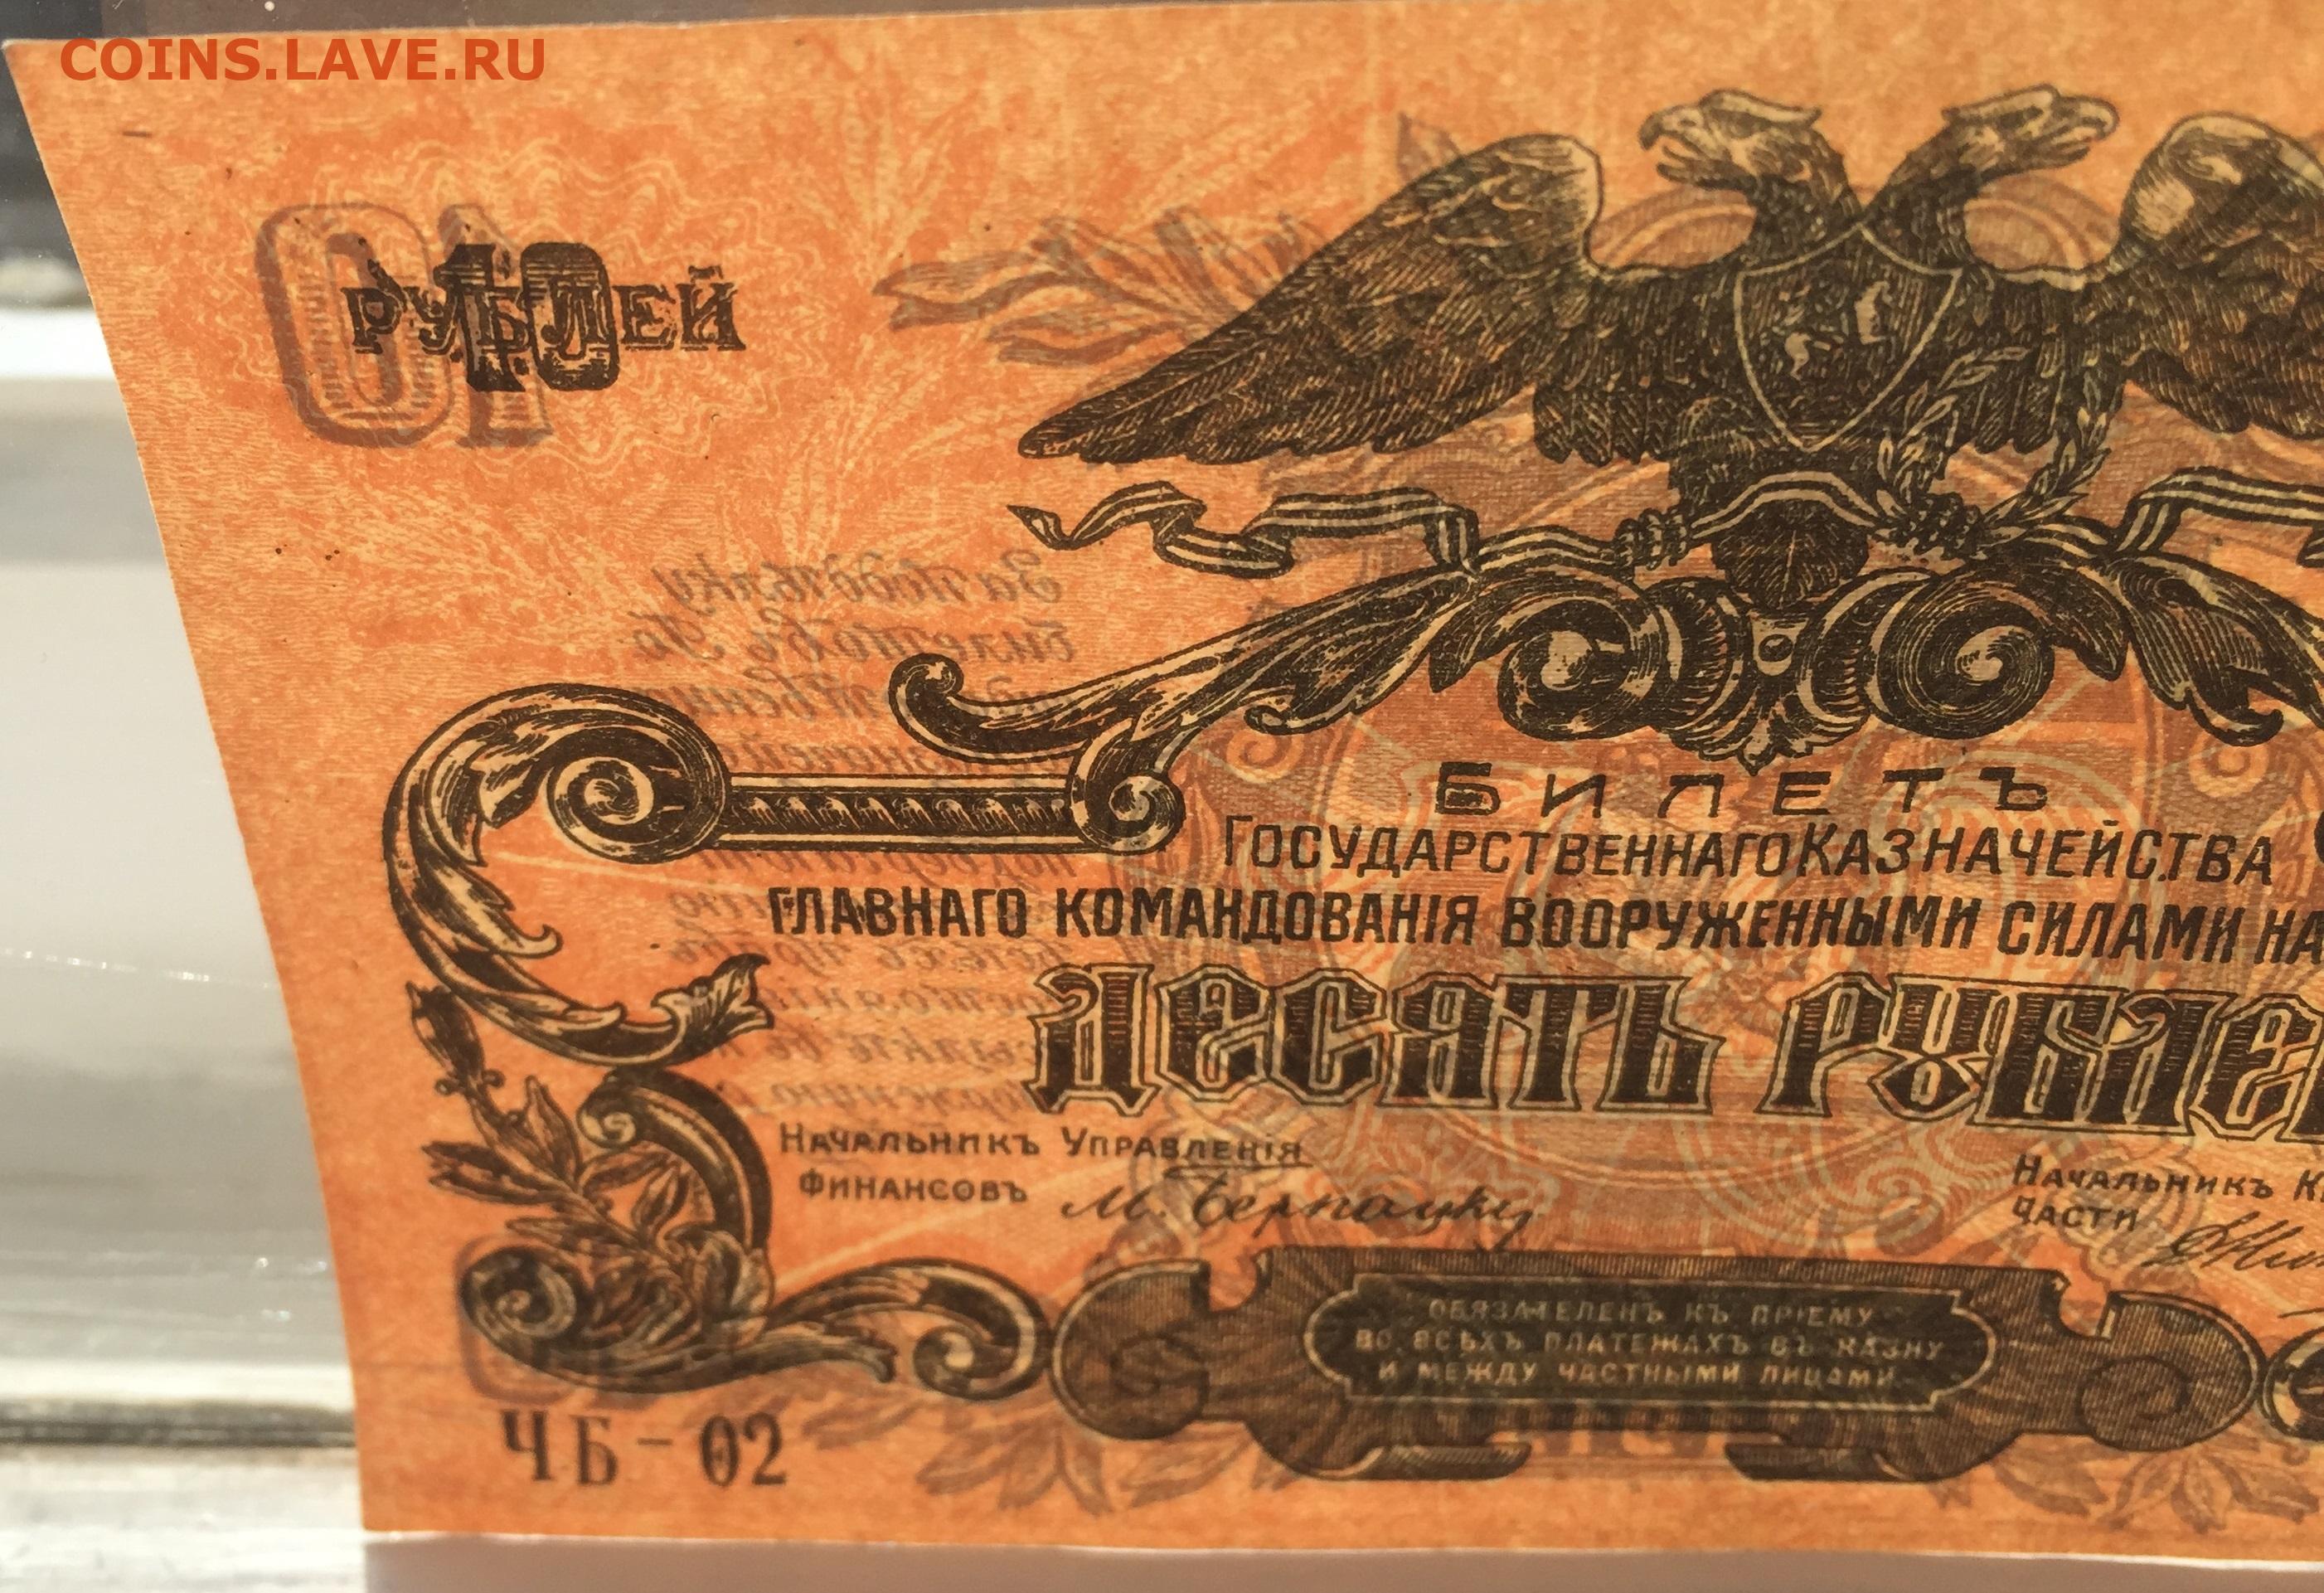 COINS.LAVE.RU
10
РУБЛЕЙ
БИЛЕТЪ
ГОСУДАРСТВЕННАГО КАЗНАЧЕЙСТВА
ГЛАВНАГО КОМАНДОВАНІЯ ВООРУЖЕННЫМИ СИЛАМИ НА
ДЕСЯТЬ РУБЛЕ
НАЧАЛЬНИКЪ УПРАВЛЕНІЯ
ФИНАНСОВЪ М. Бернацкій
НАЧАЛЬНИКЪ К
ЧАСТИ
ОБЯЗАТЕЛЕНЪ КЪ ПРІЕМУ
ВО ВСѢХЪ ПЛАТЕЖАХЪ ВЪ КАЗНУ
И МЕЖДУ ЧАСТНЫМИ ЛИЦАМИ
ЧБ-02